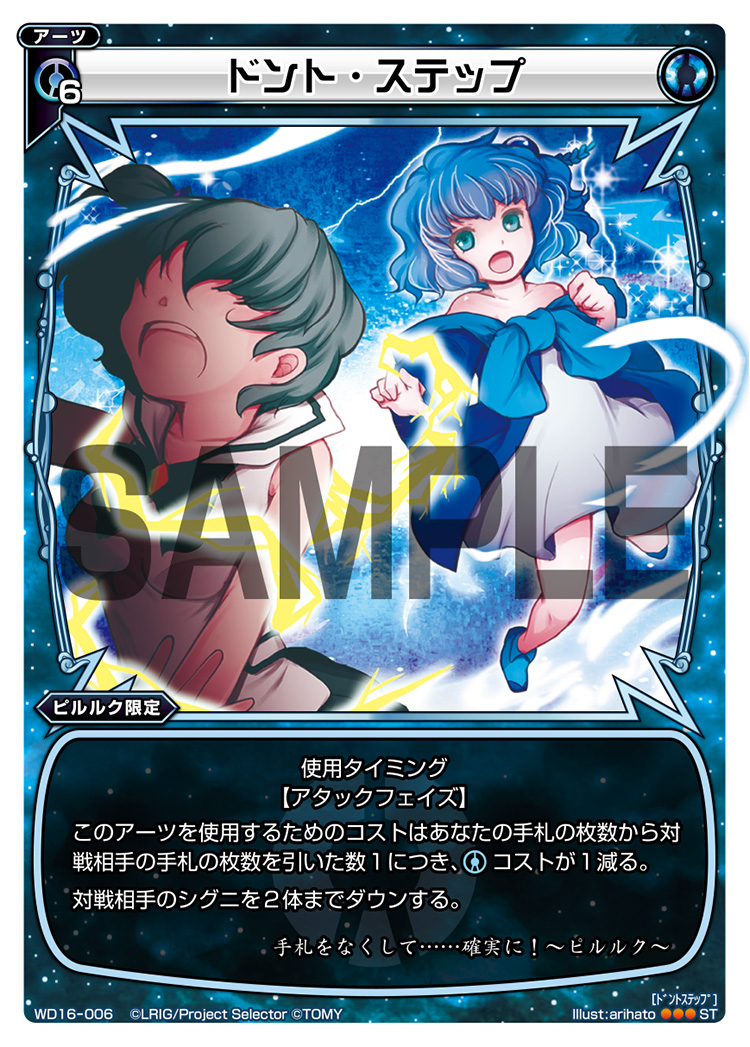 アーツ
6
ドント・ステップ
SAMPLE
ピルルク限定
使用タイミング
【アタックフェイズ】
このアーツを使用するためのコストはあなたの手札の枚数から対
戦相手の手札の枚数を引いた数１につき、コストが１減る。
対戦相手のシグニを２体までダウンする。
手札をなくして……確実に！～ピルルク～
[ﾄﾞﾝﾄｽﾃｯﾌﾟ]
WD16-006 ©LRIG/Project Selector ©TOMY Illust:arihato ST